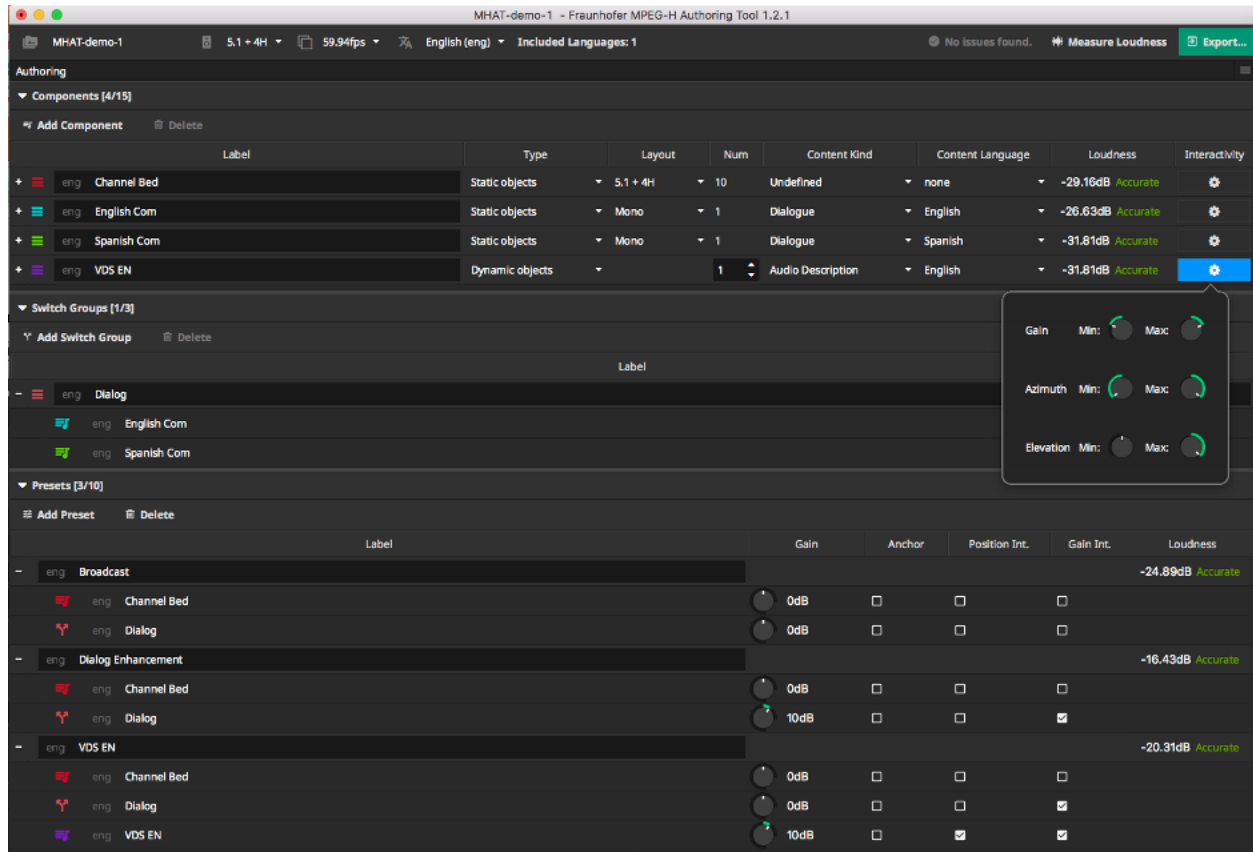 MHAT-demo-1 - Fraunhofer MPEG-H Authoring Tool 1.2.1
MHAT-demo-1 5.1 + 4H 59.94fps English (eng) Included Languages: 1 No issues found. Measure Loudness Export...
Authoring
Components [4/15]
Add Component Delete
Label Type Layout Num Content Kind Content Language Loudness Interactivity
+ eng Channel Bed Static objects 5.1 + 4H 10 Undefined none -29.16dB Accurate
+ eng English Com Static objects Mono 1 Dialogue English -26.63dB Accurate
+ eng Spanish Com Static objects Mono 1 Dialogue Spanish -31.81dB Accurate
+ eng VDS EN Dynamic objects 1 Audio Description English -31.81dB Accurate
Switch Groups [1/3]
Add Switch Group Delete
Label
- eng Dialog
eng English Com
eng Spanish Com
Gain Min: Max:
Azimuth Min: Max:
Elevation Min: Max:
Presets [3/10]
Add Preset Delete
Label Gain Anchor Position Int. Gain Int. Loudness
- eng Broadcast -24.89dB Accurate
eng Channel Bed 0dB
eng Dialog 0dB
- eng Dialog Enhancement -16.43dB Accurate
eng Channel Bed 0dB
eng Dialog 10dB
- eng VDS EN -20.31dB Accurate
eng Channel Bed 0dB
eng Dialog 0dB
eng VDS EN 10dB